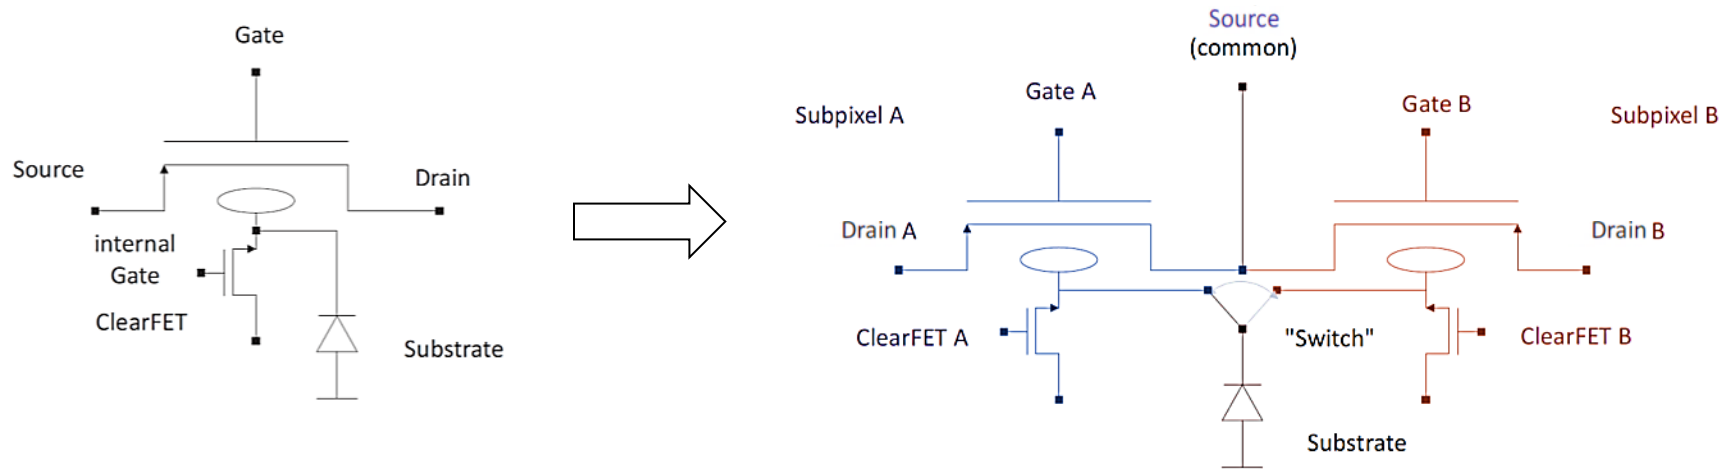 Gate
Source
Drain
internal
Gate
ClearFET
Substrate
Source
(common)
Subpixel A
Gate A
Gate B
Subpixel B
Drain A
Drain B
ClearFET A
"Switch"
ClearFET B
Substrate